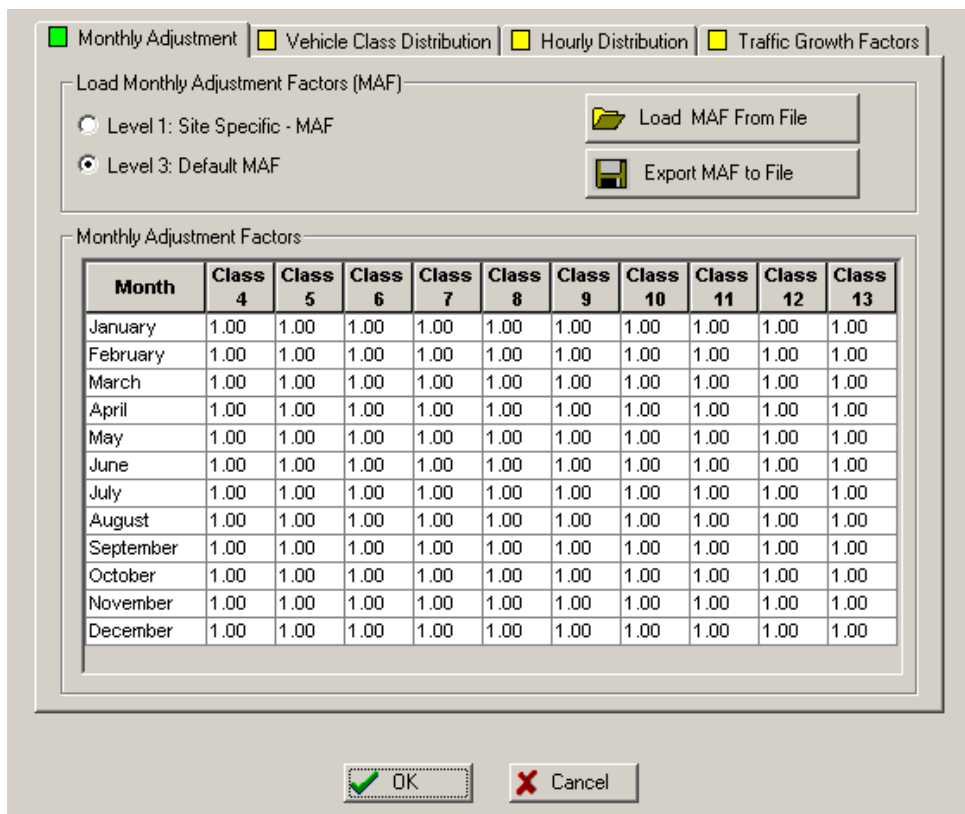 Monthly Adjustment Vehicle Class Distribution Hourly Distribution Traffic Growth Factors
Load Monthly Adjustment Factors (MAF)
Level 1: Site Specific - MAF
Level 3: Default MAF
Load MAF From File
Export MAF to File
Monthly Adjustment Factors
Month Class 4 Class 5 Class 6 Class 7 Class 8 Class 9 Class 10 Class 11 Class 12 Class 13
January 1.00 1.00 1.00 1.00 1.00 1.00 1.00 1.00 1.00 1.00
February 1.00 1.00 1.00 1.00 1.00 1.00 1.00 1.00 1.00 1.00
March 1.00 1.00 1.00 1.00 1.00 1.00 1.00 1.00 1.00 1.00
April 1.00 1.00 1.00 1.00 1.00 1.00 1.00 1.00 1.00 1.00
May 1.00 1.00 1.00 1.00 1.00 1.00 1.00 1.00 1.00 1.00
June 1.00 1.00 1.00 1.00 1.00 1.00 1.00 1.00 1.00 1.00
July 1.00 1.00 1.00 1.00 1.00 1.00 1.00 1.00 1.00 1.00
August 1.00 1.00 1.00 1.00 1.00 1.00 1.00 1.00 1.00 1.00
September 1.00 1.00 1.00 1.00 1.00 1.00 1.00 1.00 1.00 1.00
October 1.00 1.00 1.00 1.00 1.00 1.00 1.00 1.00 1.00 1.00
November 1.00 1.00 1.00 1.00 1.00 1.00 1.00 1.00 1.00 1.00
December 1.00 1.00 1.00 1.00 1.00 1.00 1.00 1.00 1.00 1.00
OK Cancel